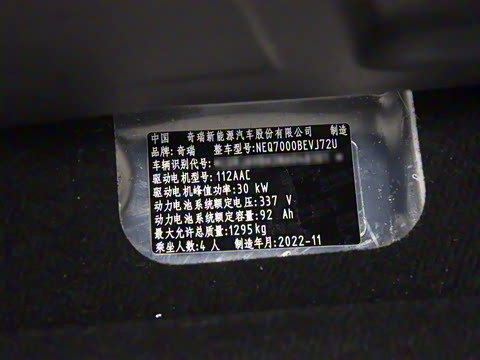 中国 奇瑞新能源汽车股份有限公司 制造
品牌:奇瑞 整车型号:NEQ7000BEVJ72U
车辆识别代号:
驱动电机型号:112AAC
驱动电机峰值功率:30 kW
动力电池系统额定电压:337 V
动力电池系统额定容量:92 Ah
最大允许总质量:1295kg
乘坐人数:4 人 制造年月:2022-11